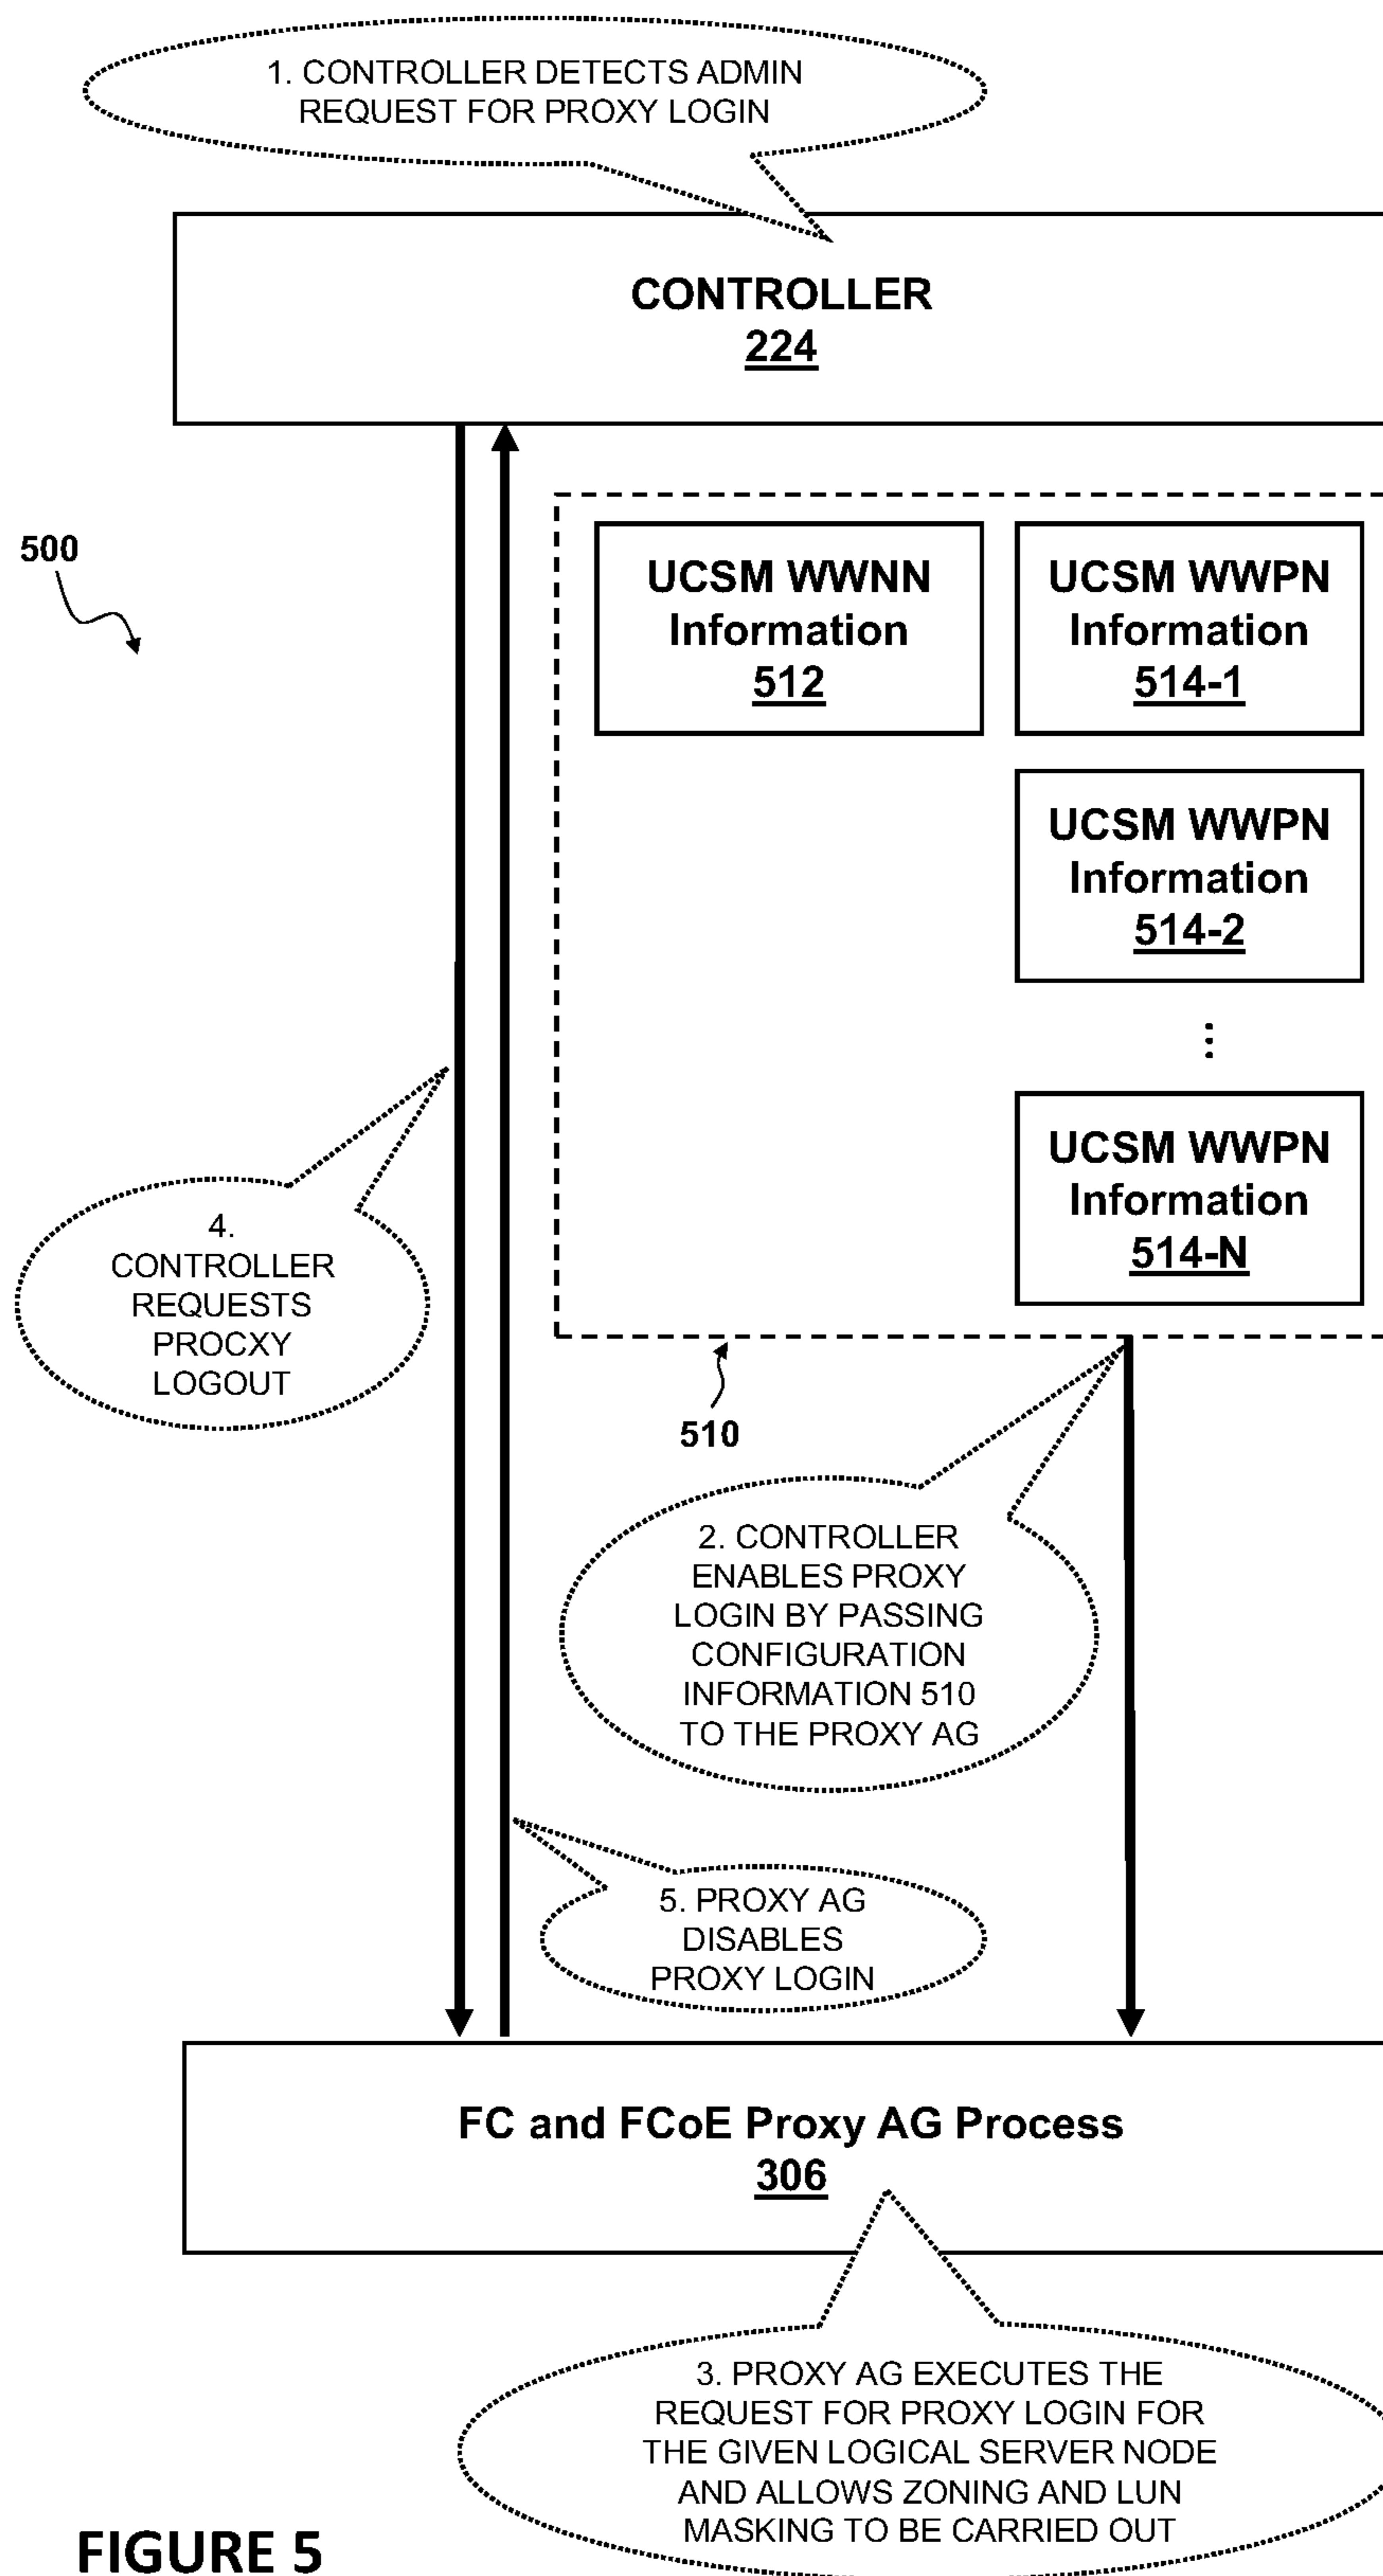 1. CONTROLLER DETECTS ADMIN
REQUEST FOR PROXY LOGIN
CONTROLLER
224
500
UCSM WWNN
Information
512
UCSM WWPN
Information
514-1
UCSM WWPN
Information
514-2
UCSM WWPN
Information
514-N
4.
CONTROLLER
REQUESTS
PROCXY
LOGOUT
510
2. CONTROLLER
ENABLES PROXY
LOGIN BY PASSING
CONFIGURATION
INFORMATION 510
TO THE PROXY AG
5. PROXY AG
DISABLES
PROXY LOGIN
FC and FCoE Proxy AG Process
306
3. PROXY AG EXECUTES THE
REQUEST FOR PROXY LOGIN FOR
THE GIVEN LOGICAL SERVER NODE
AND ALLOWS ZONING AND LUN
MASKING TO BE CARRIED OUT
FIGURE 5